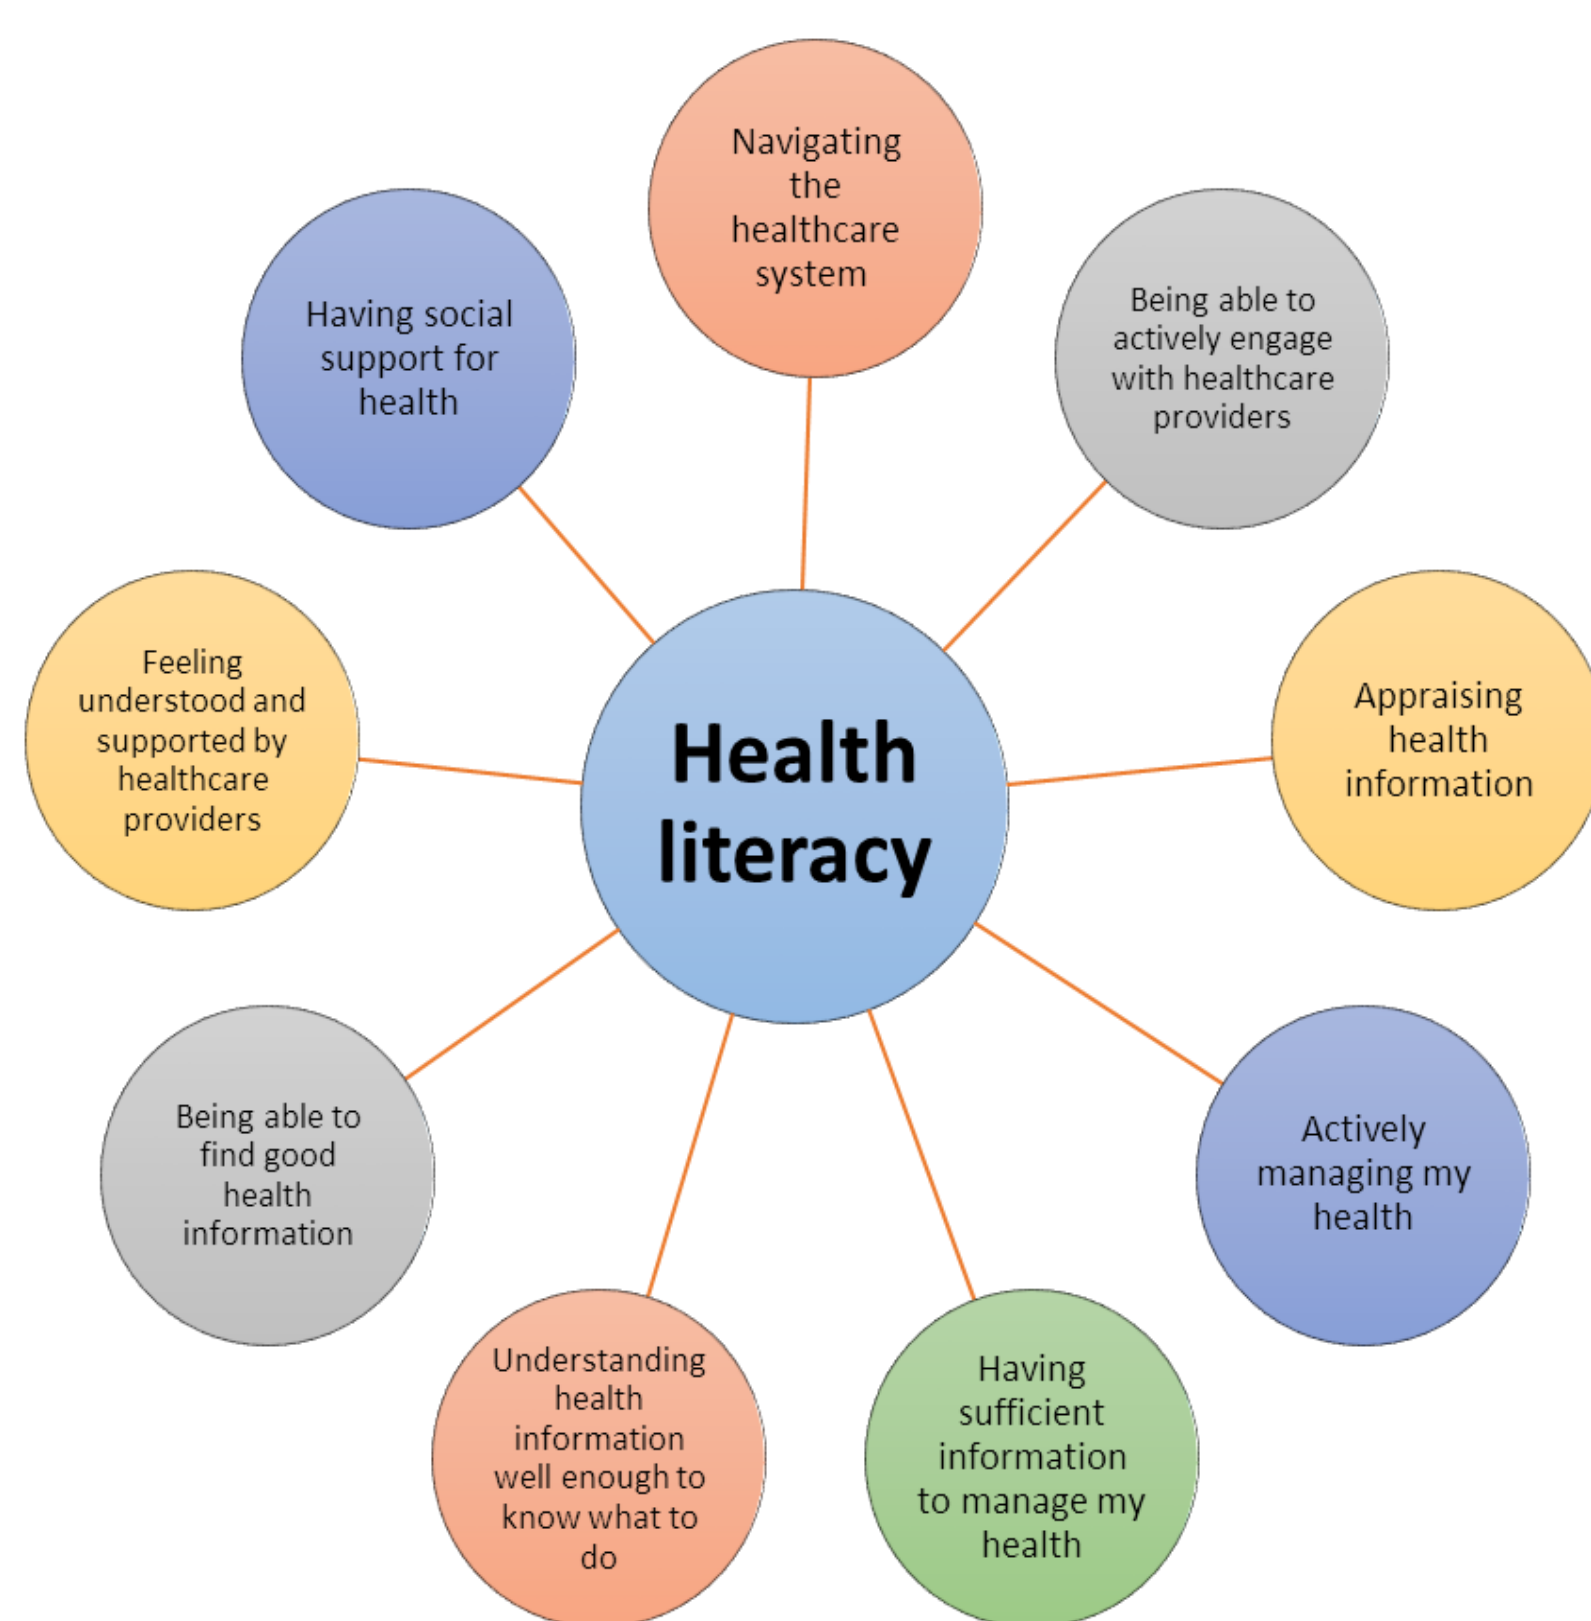 Navigating
the
healthcare
system
Being able to
actively engage
with healthcare
providers
Appraising
health
information
Actively
managing my
health
Having
sufficient
information
to manage my
health
Understanding
health
information
well enough to
know what to
do
Being able to
find good
health
information
Feeling
understood and
supported by
healthcare
providers
Having social
support for
health
Health
literacy